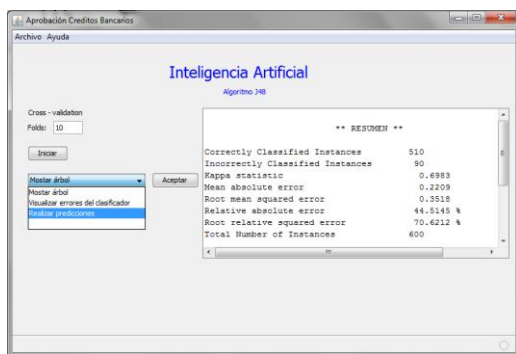 Aprobación Creditos Bancarios
Archivo Ayuda
Inteligencia Artificial
Algoritmo J48
Cross - validation
Folds: 10
Iniciar
Mostar árbol
Aceptar
Mostar árbol
Visualizar errores del clasificador
Realizar predicciones
** RESUMEN **
Correctly Classified Instances 510
Incorrectly Classified Instances 90
Kappa statistic 0.6983
Mean absolute error 0.2209
Root mean squared error 0.3518
Relative absolute error 44.5145 %
Root relative squared error 70.6212 %
Total Number of Instances 600